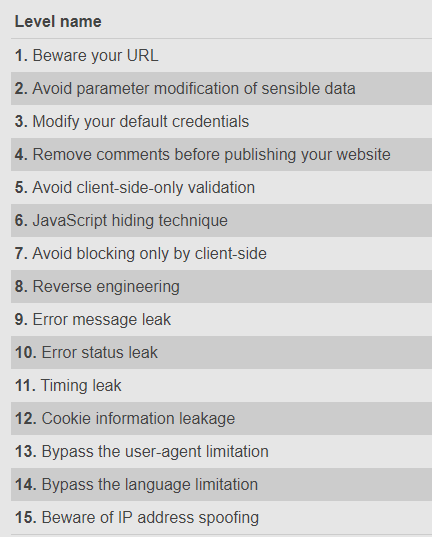 Level name
1. Beware your URL
2. Avoid parameter modification of sensible data
3. Modify your default credentials
4. Remove comments before publishing your website
5. Avoid client-side-only validation
6. JavaScript hiding technique
7. Avoid blocking only by client-side
8. Reverse engineering
9. Error message leak
10. Error status leak
11. Timing leak
12. Cookie information leakage
13. Bypass the user-agent limitation
14. Bypass the language limitation
15. Beware of IP address spoofing